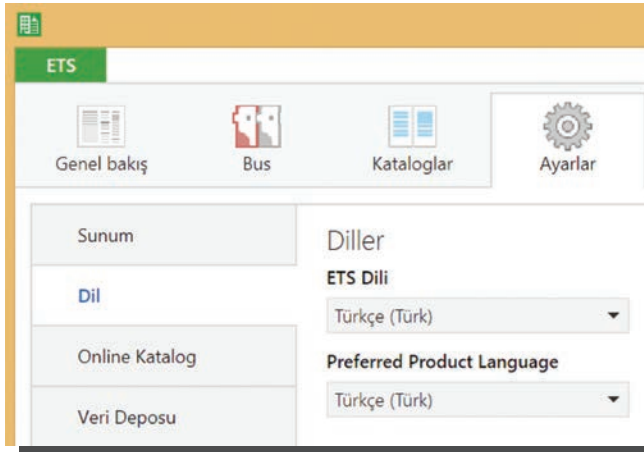 ETS
Genel bakış
Bus
Kataloglar
Ayarlar
Sunum
Dil
Online Katalog
Veri Deposu
Diller
ETS Dili
Türkçe (Türk)
Preferred Product Language
Türkçe (Türk)